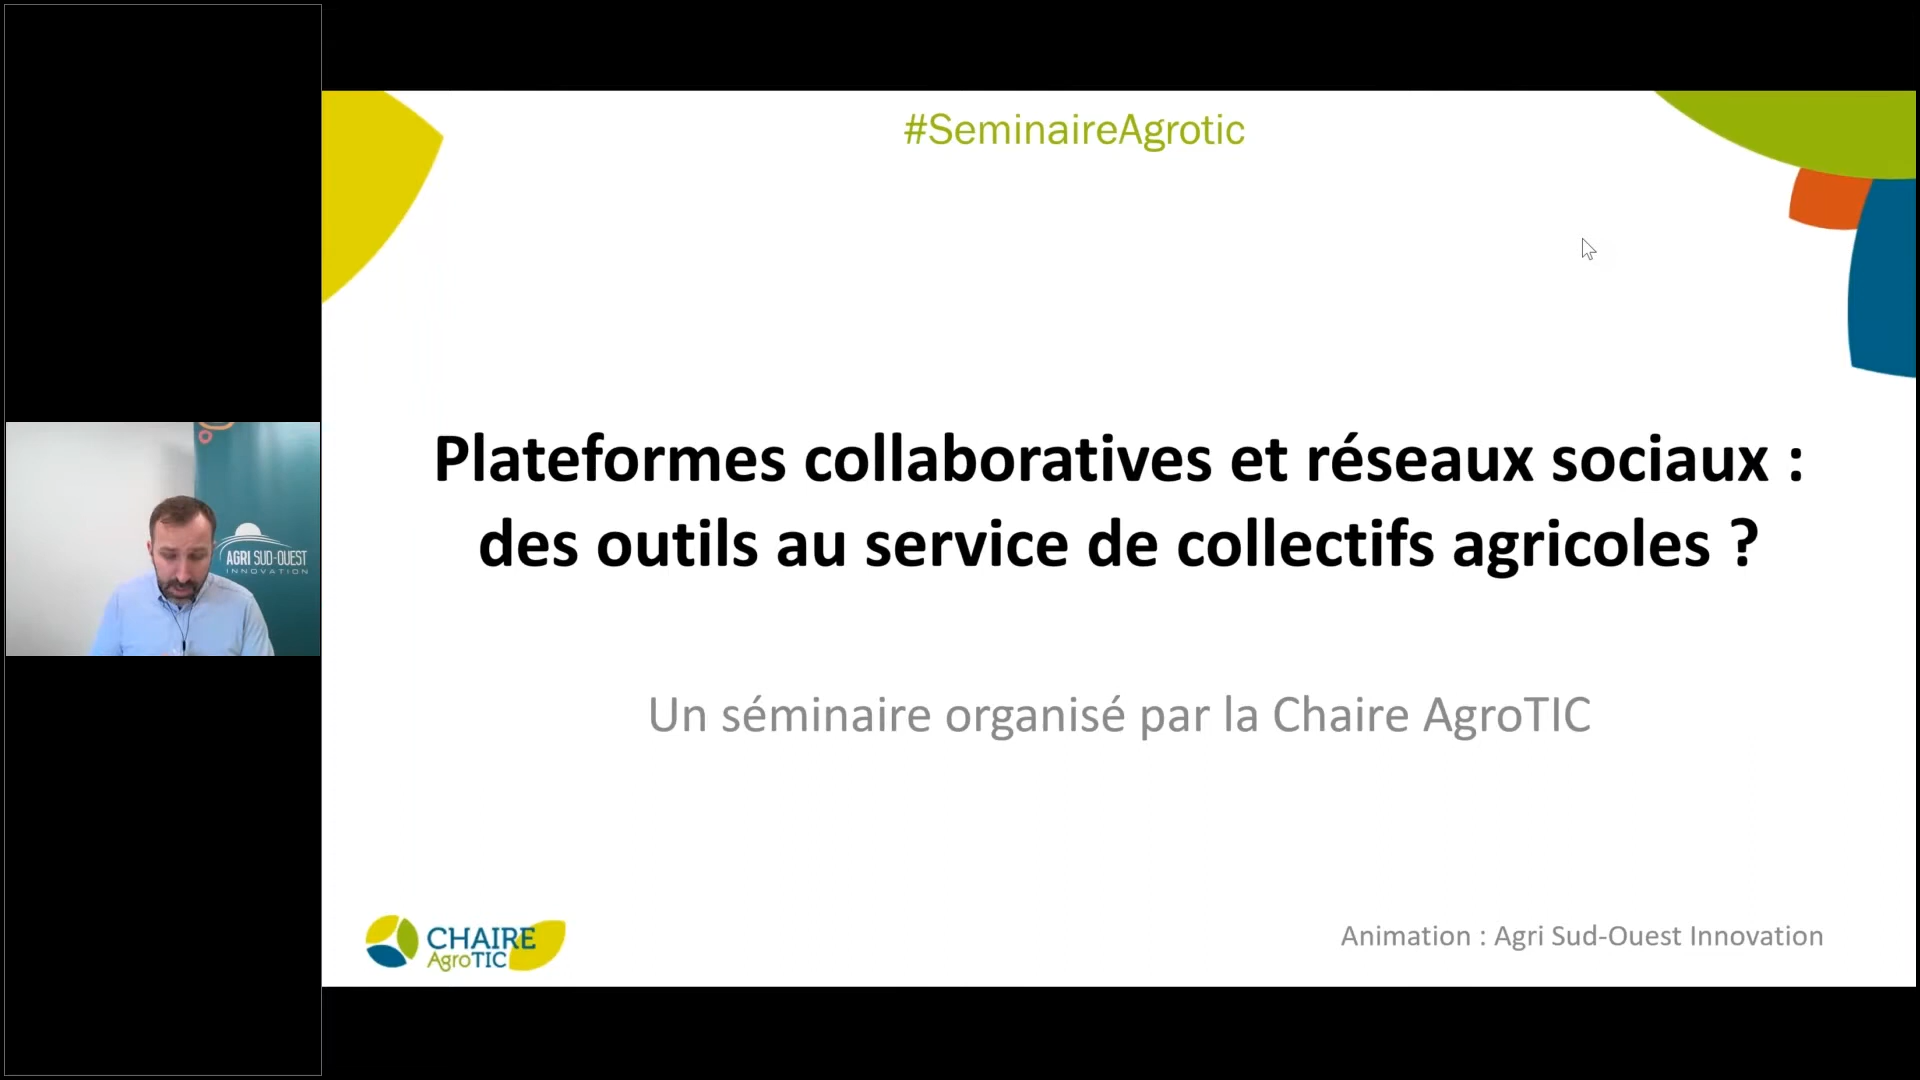 #SeminaireAgrotic
Plateformes collaboratives et réseaux sociaux :
des outils au service de collectifs agricoles ?
Un séminaire organisé par la Chaire AgroTIC
AGRI SUD-OUEST
INNOVATION
CHAIRE
AgroTIC
Animation : Agri Sud-Ouest Innovation